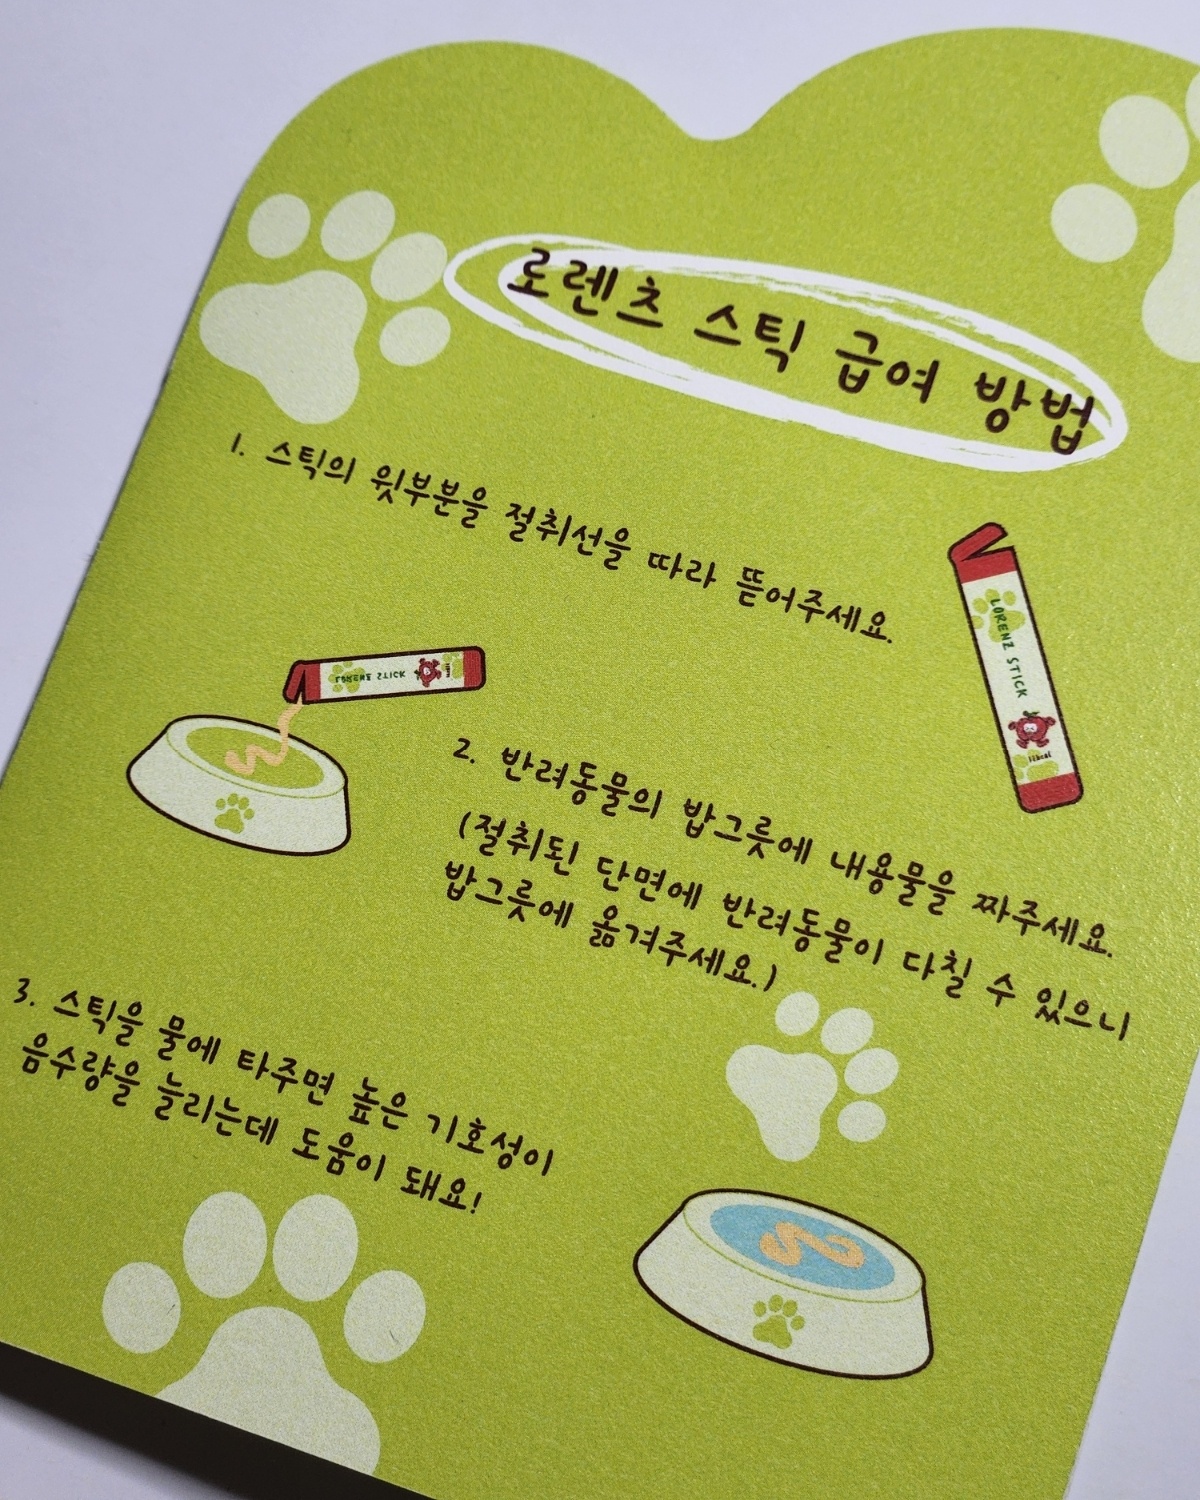 로렌츠 스틱 급여 방법
1. 스틱의 윗부분을 절취선을 따라 뜯어주세요.
LORENZ STICK
LORENZ STICK
2. 반려동물의 밥그릇에 내용물을 짜주세요.
(절취된 단면에 반려동물이 다칠 수 있으니
밥그릇에 옮겨주세요.)
3. 스틱을 물에 타주면 높은 기호성이
음수량을 늘리는데 도움이 돼요!